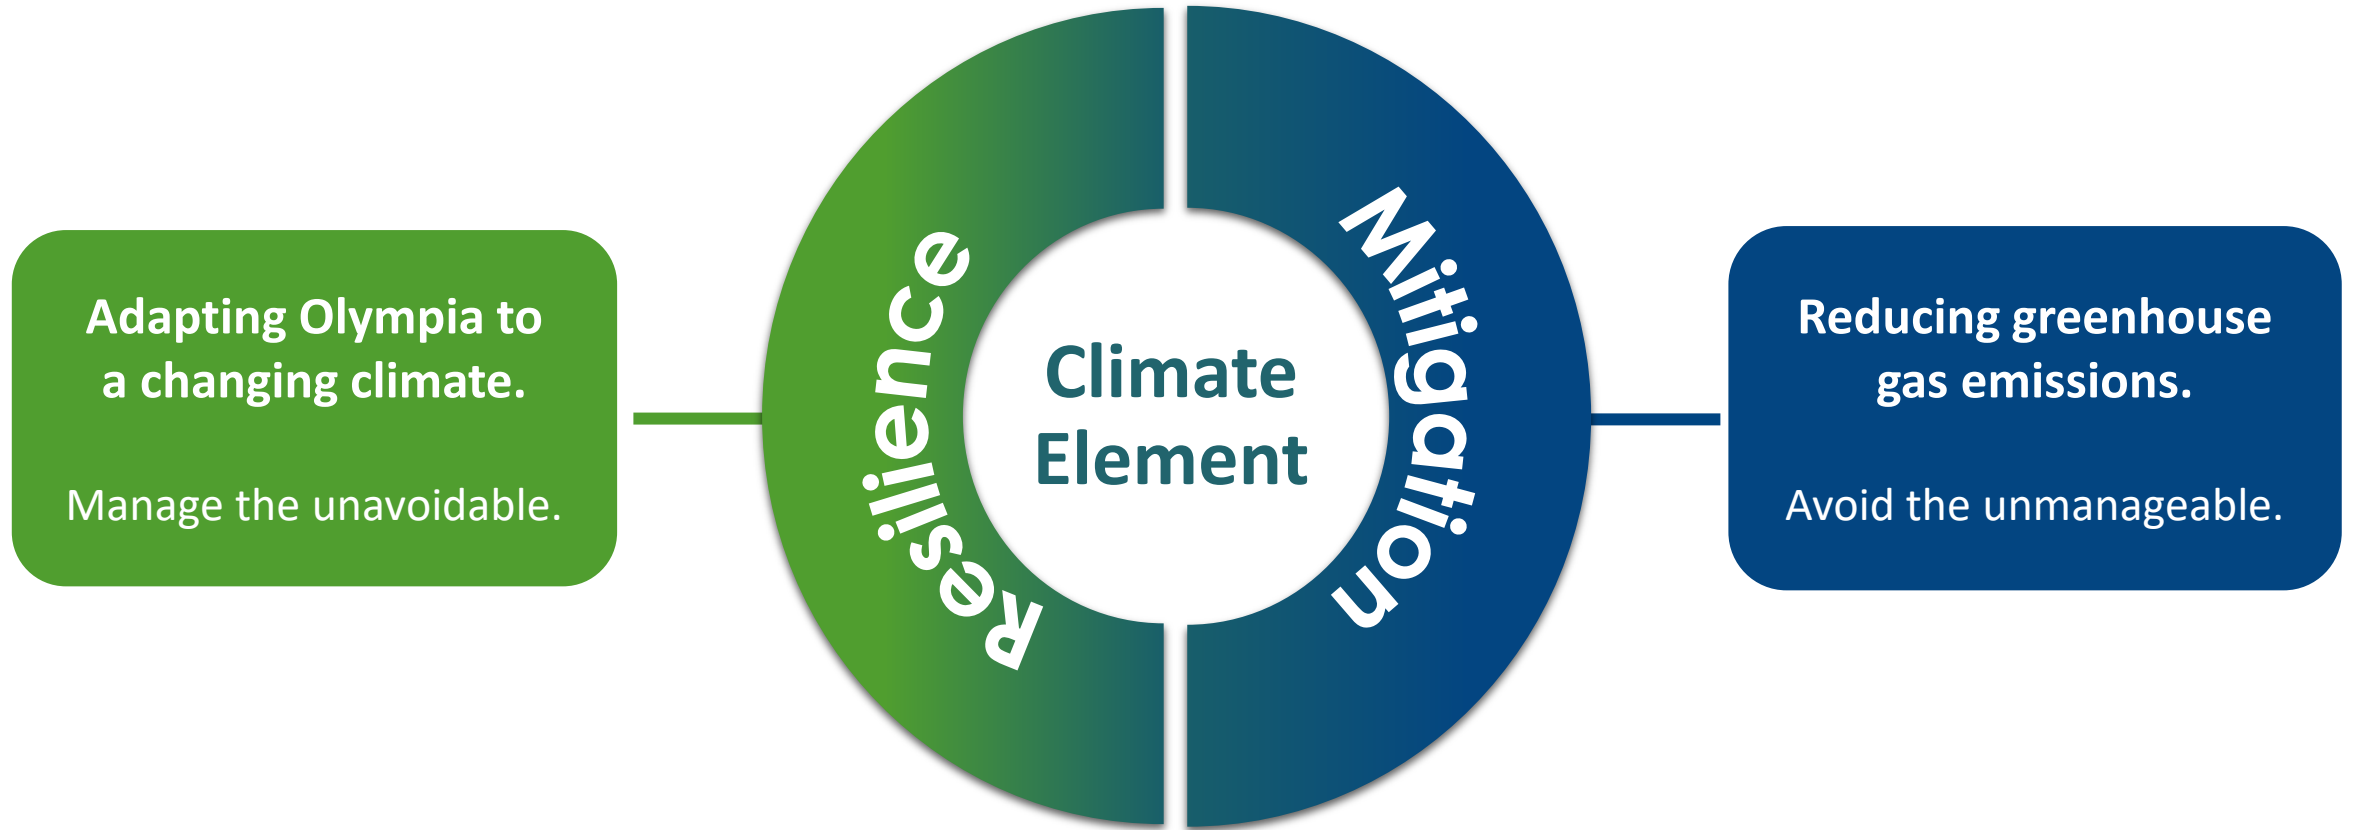 Adapting Olympia to
a changing climate.
Manage the unavoidable.
Resilience
Climate
Element
Mitigation
Reducing greenhouse
gas emissions.
Avoid the unmanageable.